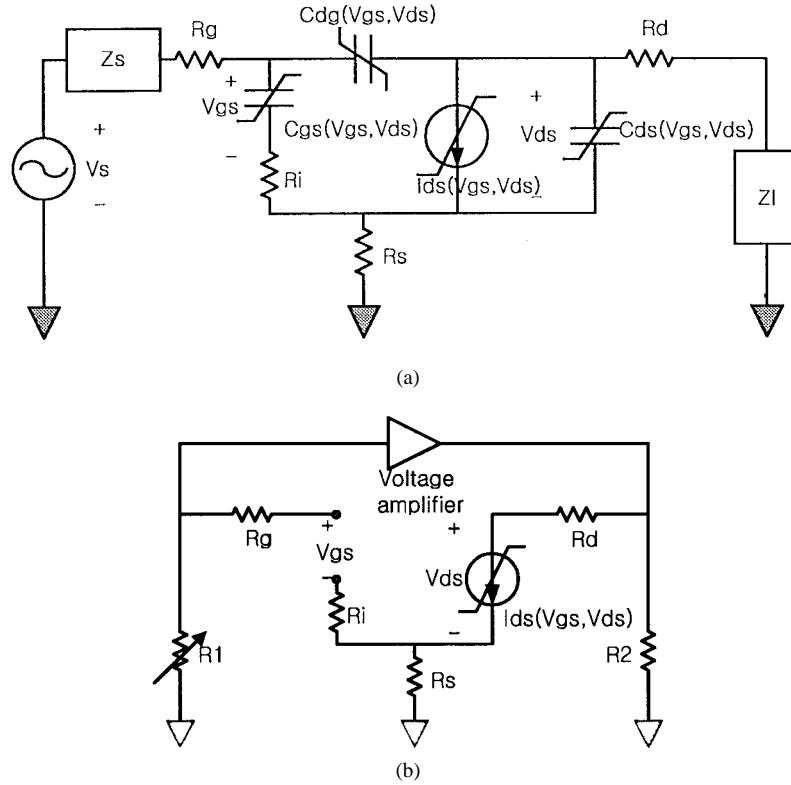 Cdg(Vgs,Vds)
Rg
Rd
Zs
+
Vgs
−
Cgs(Vgs,Vds)
+
Vds
−
Cds(Vgs,Vds)
+
Vs
−
Ri
Ids(Vgs,Vds)
Zl
Rs
(a)
Voltage
amplifier
Rg
+
Vgs
−
+
Vds
−
Rd
Ri
Ids(Vgs,Vds)
R1
R2
Rs
(b)